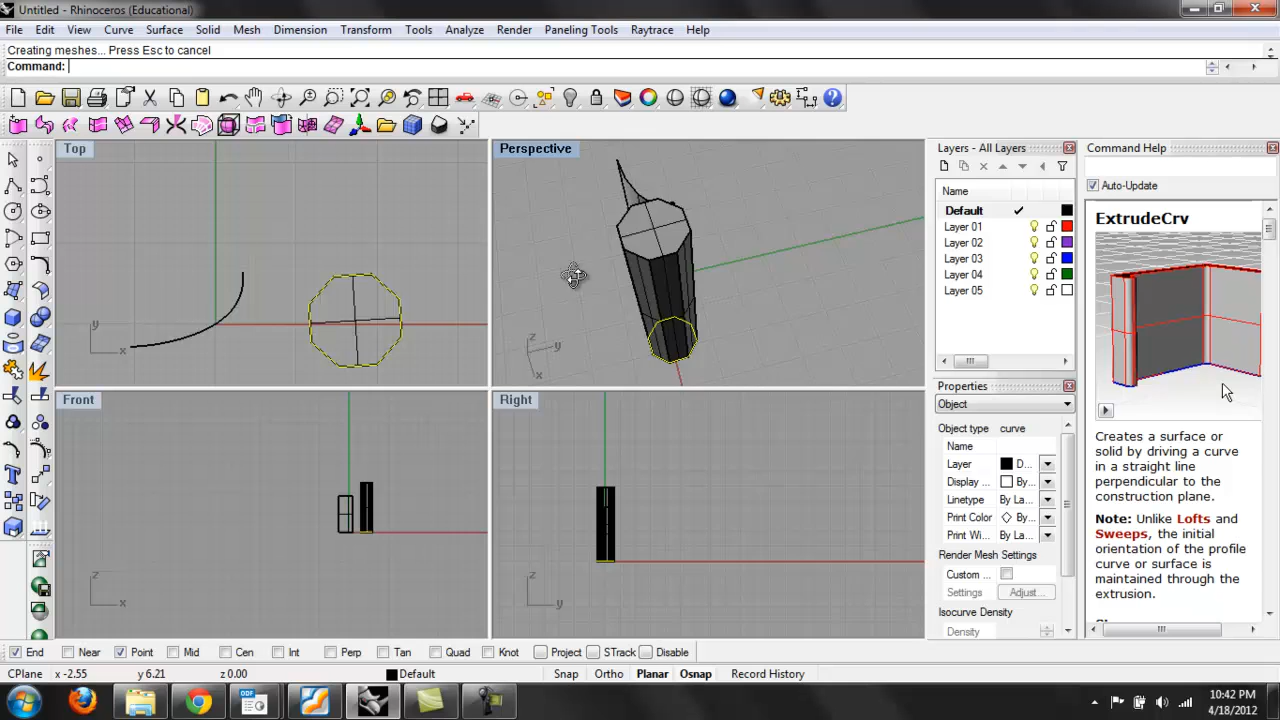 Untitled - Rhinoceros (Educational)
File Edit View Curve Surface Solid Mesh Dimension Transform Tools Analyze Render Paneling Tools Raytrace Help
Creating meshes... Press Esc to cancel
Command:
Top
Perspective
Front
Right
y
x
z
y
x
z
x
z
y
Layers - All Layers
Name
Default
Layer 01
Layer 02
Layer 03
Layer 04
Layer 05
Properties
Object
Object type curve
Name
Layer D...
Display ... By...
Linetype By La...
Print Color By...
Print Wi... By La...
Render Mesh Settings
Custom ...
Settings Adjust...
Isocurve Density
Density
Command Help
Auto-Update
ExtrudeCrv
Creates a surface or
solid by driving a curve
in a straight line
perpendicular to the
construction plane.
Note: Unlike Lofts and
Sweeps, the initial
orientation of the profile
curve or surface is
maintained through the
extrusion.
End Near Point Mid Cen Int Perp Tan Quad Knot Project STrack Disable
CPlane x -2.55 y 6.21 z 0.00 Default Snap Ortho Planar Osnap Record History
10:42 PM
4/18/2012